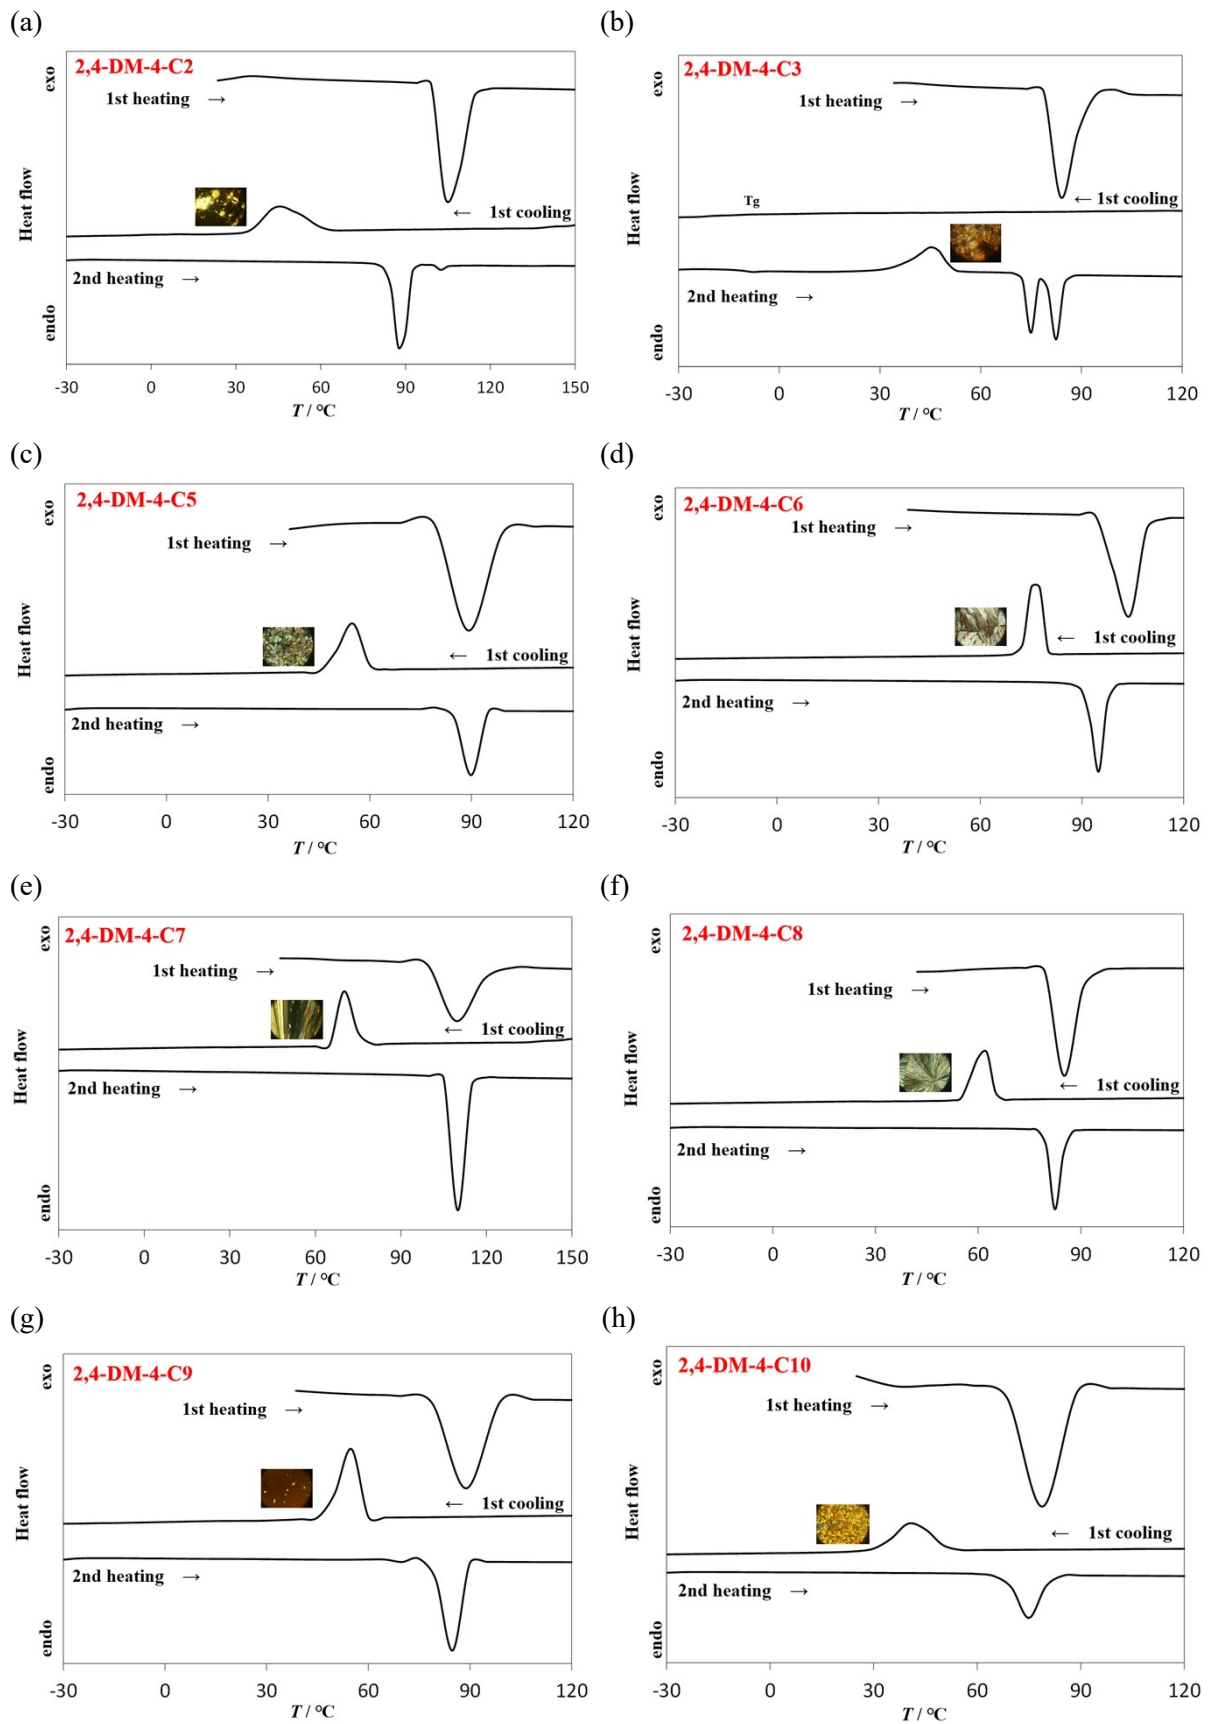 (a)
2,4-DM-4-C2
exo
1st heating →
Heat flow
← 1st cooling
2nd heating →
endo
-30 0 30 60 90 120 150
T / °C
(b)
2,4-DM-4-C3
exo
1st heating →
Tg
← 1st cooling
Heat flow
2nd heating →
endo
-30 0 30 60 90 120
T / °C
(c)
2,4-DM-4-C5
exo
1st heating →
Heat flow
← 1st cooling
2nd heating →
endo
-30 0 30 60 90 120
T / °C
(d)
2,4-DM-4-C6
exo
1st heating →
Heat flow
← 1st cooling
2nd heating →
endo
-30 0 30 60 90 120
T / °C
(e)
2,4-DM-4-C7
exo
1st heating →
← 1st cooling
Heat flow
2nd heating →
endo
-30 0 30 60 90 120 150
T / °C
(f)
2,4-DM-4-C8
exo
1st heating →
Heat flow
← 1st cooling
2nd heating →
endo
-30 0 30 60 90 120
T / °C
(g)
2,4-DM-4-C9
exo
1st heating →
Heat flow
← 1st cooling
2nd heating →
endo
-30 0 30 60 90 120
T / °C
(h)
2,4-DM-4-C10
exo
1st heating →
Heat flow
← 1st cooling
2nd heating →
endo
-30 0 30 60 90 120
T / °C